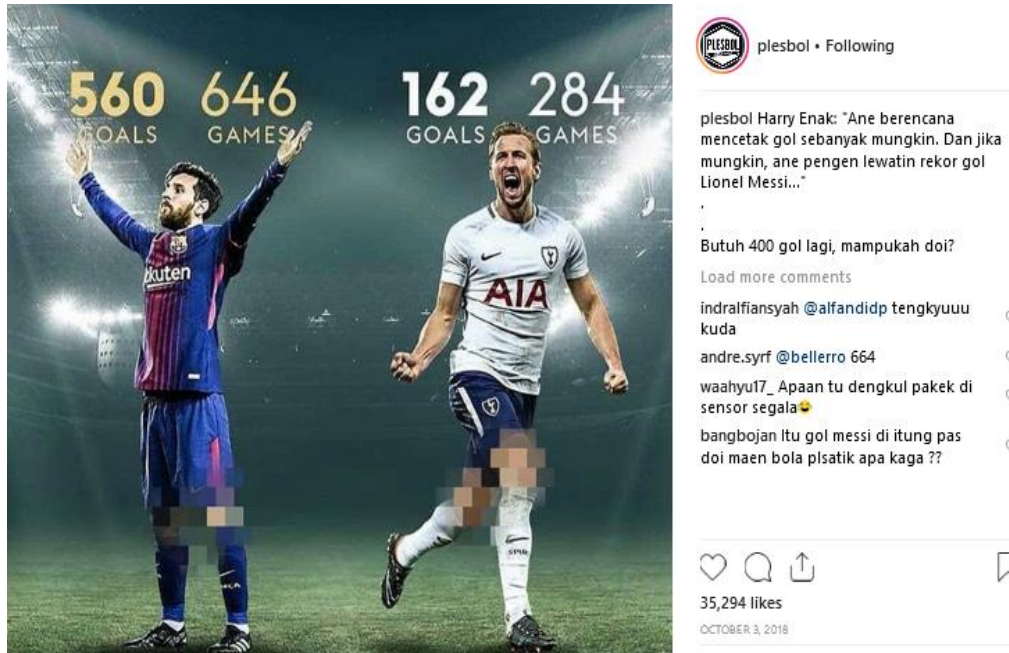 560 646
GOALS GAMES
162 284
GOALS GAMES
kuten
AIA
SPUR
PLESBOL
plesbol • Following
plesbol Harry Enak: "Ane berencana
mencetak gol sebanyak mungkin. Dan jika
mungkin, ane pengen lewatin rekor gol
Lionel Messi..."
.
.
Butuh 400 gol lagi, mampukah doi?
Load more comments
indralfiansyah @alfandidp tengkyuuu
kuda
andre.syrf @bellerro 664
waahyu17_ Apaan tu dengkul pakek di
sensor segala😂
bangbojan Itu gol messi di itung pas
doi maen bola plsatik apa kaga ??
35,294 likes
OCTOBER 3, 2018